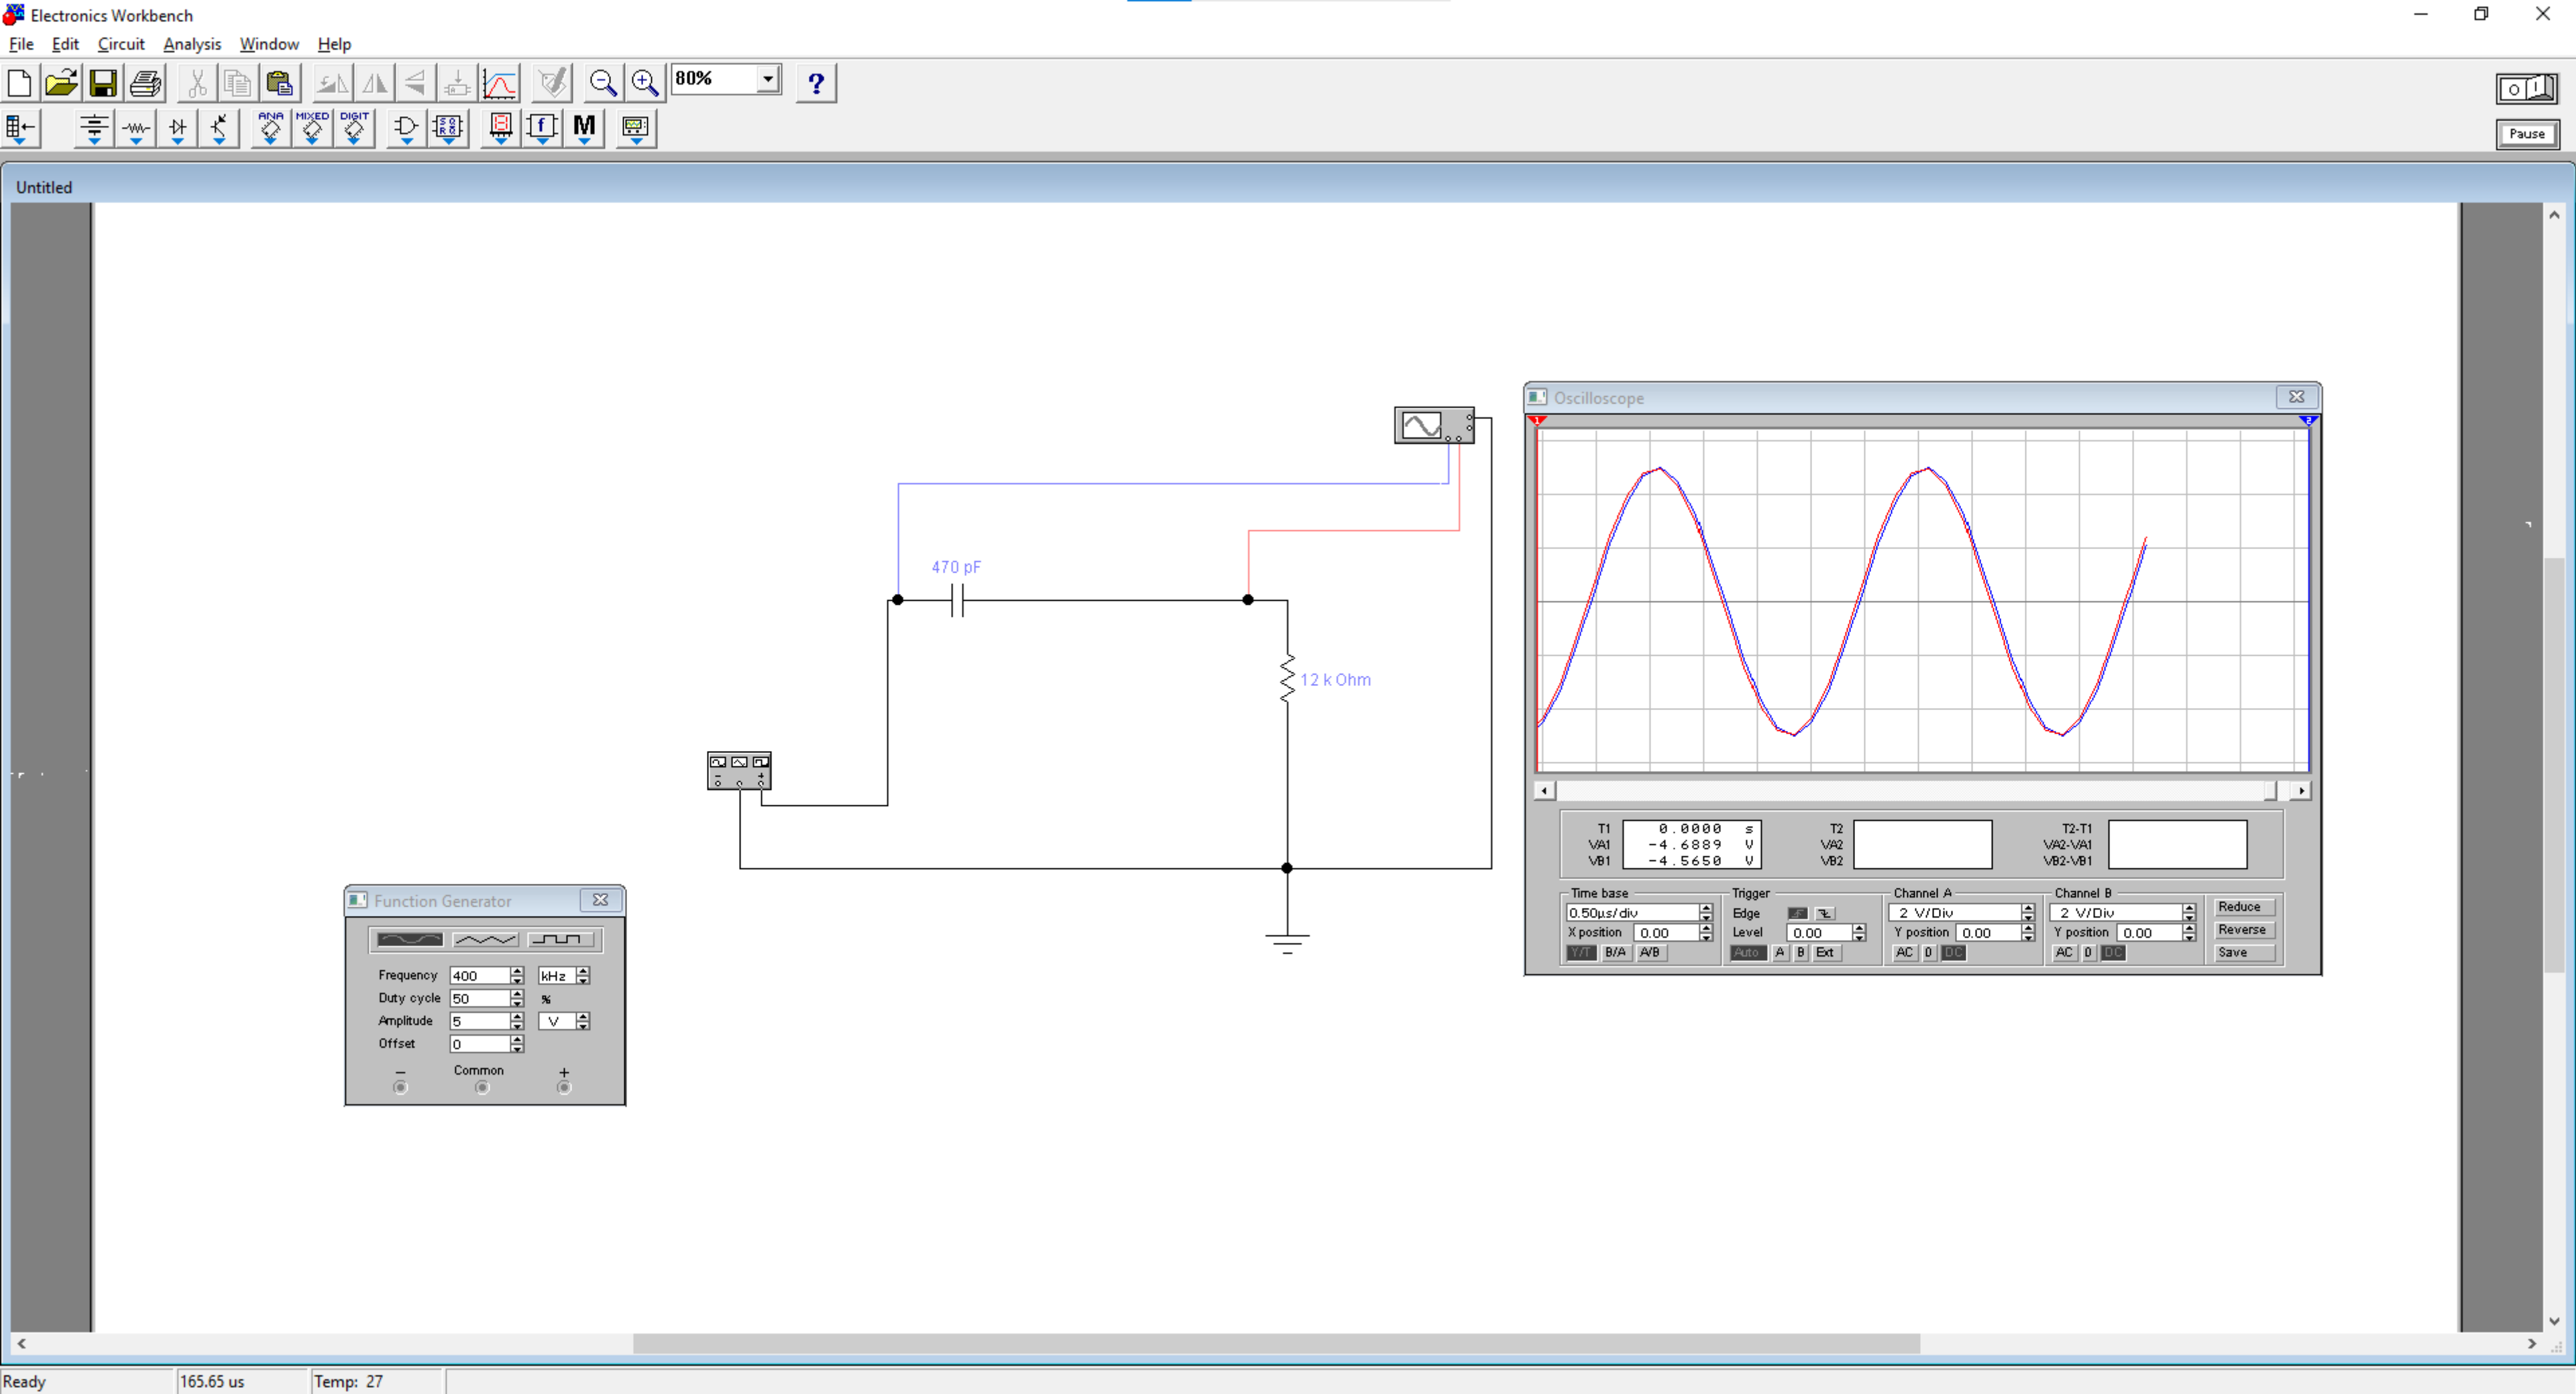 Electronics Workbench
File Edit Circuit Analysis Window Help
80%
?
ANA MIXED DIGIT
M
Pause
Untitled
470 pF
12 k Ohm
Oscilloscope
1 2
T1 0.0000 s
VA1 -4.6889 V
VB1 -4.5650 V
T2
VA2
VB2
T2-T1
VA2-VA1
VB2-VB1
Time base
0.50µs/div
X position 0.00
Y/T B/A A/B
Trigger
Edge
Level 0.00
Auto A B Ext
Channel A
2 V/Div
Y position 0.00
AC 0 DC
Channel B
2 V/Div
Y position 0.00
AC 0 DC
Reduce
Reverse
Save
Function Generator
Frequency 400 kHz
Duty cycle 50 %
Amplitude 5 V
Offset 0
− Common +
Ready 165.65 us Temp: 27